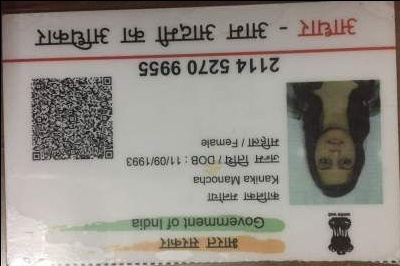 भारत सरकार
Government of India
कनिका मनोचा
Kanika Manocha
जन्म तिथि / DOB : 11/09/1993
महिला / Female
2114 5270 9955
आधार - आम आदमी का अधिकार